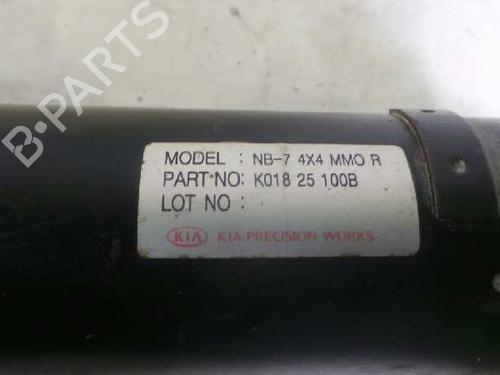 MODEL : NB-7 4X4 MMO R
PART NO: K018 25 100B
LOT NO :
KIA KIA PRECISION WORKS
B-PARTS